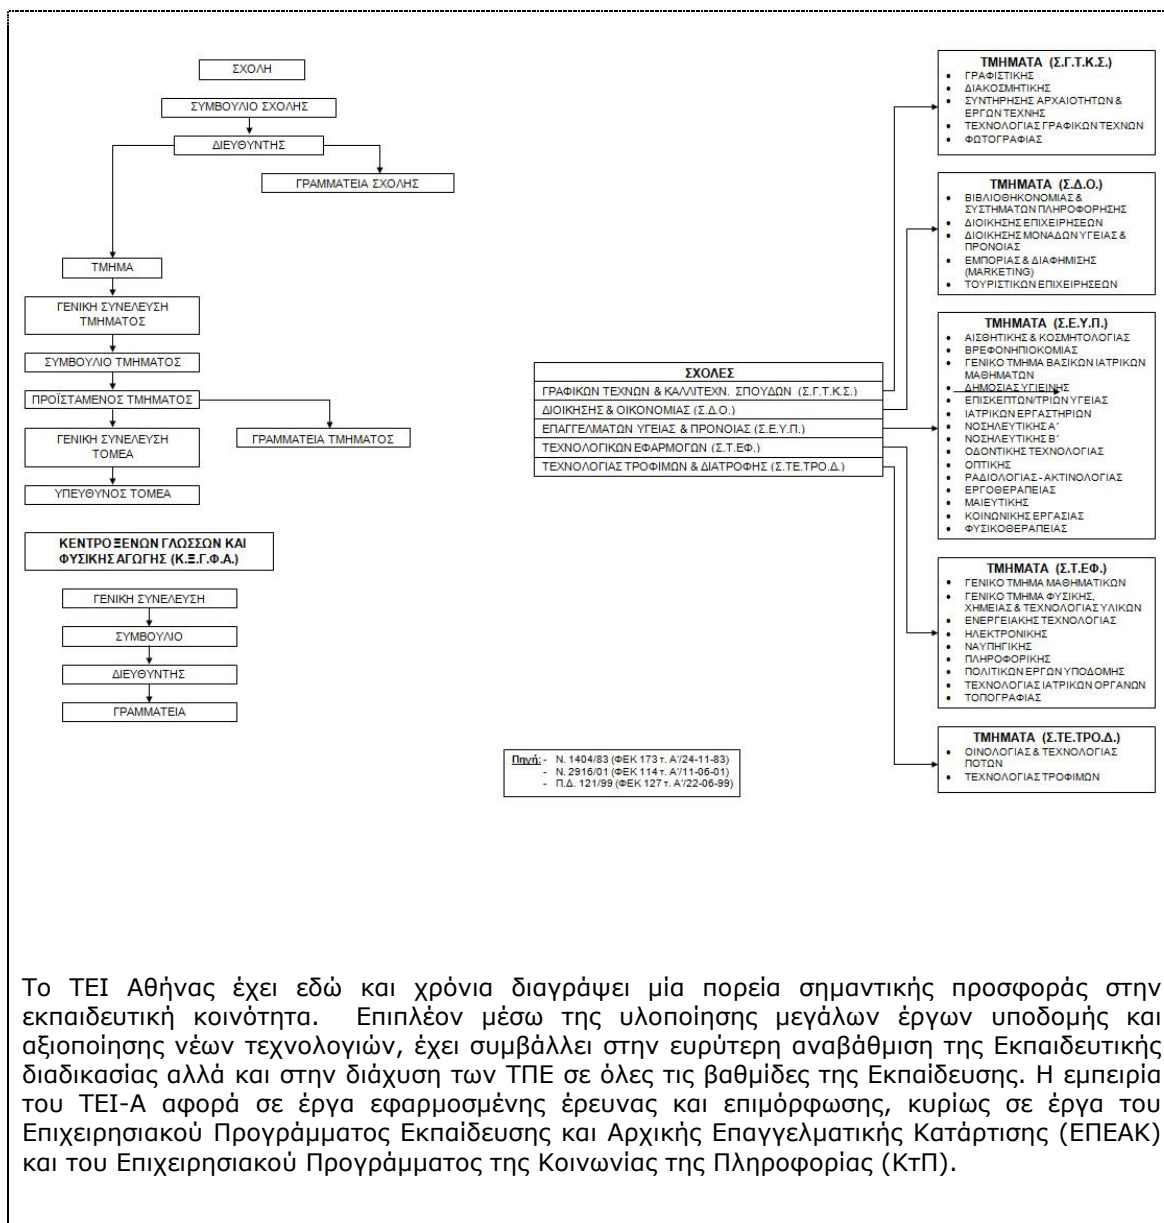 ΣΧΟΛΗ
ΣΥΜΒΟΥΛΙΟ ΣΧΟΛΗΣ
ΔΙΕΥΘΥΝΤΗΣ
ΓΡΑΜΜΑΤΕΙΑ ΣΧΟΛΗΣ
ΤΜΗΜΑ
ΓΕΝΙΚΗ ΣΥΝΕΛΕΥΣΗ
ΤΜΗΜΑΤΟΣ
ΣΥΜΒΟΥΛΙΟ ΤΜΗΜΑΤΟΣ
ΠΡΟΪΣΤΑΜΕΝΟΣ ΤΜΗΜΑΤΟΣ
ΓΡΑΜΜΑΤΕΙΑ ΤΜΗΜΑΤΟΣ
ΓΕΝΙΚΗ ΣΥΝΕΛΕΥΣΗ
ΤΟΜΕΑ
ΥΠΕΥΘΥΝΟΣ ΤΟΜΕΑ
ΚΕΝΤΡΟ ΞΕΝΩΝ ΓΛΩΣΣΩΝ ΚΑΙ
ΦΥΣΙΚΗΣ ΑΓΩΓΗΣ (Κ.Ξ.Γ.Φ.Α.)
ΓΕΝΙΚΗ ΣΥΝΕΛΕΥΣΗ
ΣΥΜΒΟΥΛΙΟ
ΔΙΕΥΘΥΝΤΗΣ
ΓΡΑΜΜΑΤΕΙΑ
ΣΧΟΛΕΣ
ΓΡΑΦΙΚΩΝ ΤΕΧΝΩΝ & ΚΑΛΛΙΤΕΧΝ. ΣΠΟΥΔΩΝ (Σ.Γ.Τ.Κ.Σ.)
ΔΙΟΙΚΗΣΗΣ & ΟΙΚΟΝΟΜΙΑΣ (Σ.Δ.Ο.)
ΕΠΑΓΓΕΛΜΑΤΩΝ ΥΓΕΙΑΣ & ΠΡΟΝΟΙΑΣ (Σ.Ε.Υ.Π.)
ΤΕΧΝΟΛΟΓΙΚΩΝ ΕΦΑΡΜΟΓΩΝ (Σ.Τ.ΕΦ.)
ΤΕΧΝΟΛΟΓΙΑΣ ΤΡΟΦΙΜΩΝ & ΔΙΑΤΡΟΦΗΣ (Σ.ΤΕ.ΤΡΟ.Δ.)
ΤΜΗΜΑΤΑ (Σ.Γ.Τ.Κ.Σ.)
• ΓΡΑΦΙΣΤΙΚΗΣ
• ΔΙΑΚΟΣΜΗΤΙΚΗΣ
• ΣΥΝΤΗΡΗΣΗΣ ΑΡΧΑΙΟΤΗΤΩΝ &
ΕΡΓΩΝ ΤΕΧΝΗΣ
• ΤΕΧΝΟΛΟΓΙΑΣ ΓΡΑΦΙΚΩΝ ΤΕΧΝΩΝ
• ΦΩΤΟΓΡΑΦΙΑΣ
ΤΜΗΜΑΤΑ (Σ.Δ.Ο.)
• ΒΙΒΛΙΟΘΗΚΟΝΟΜΙΑΣ &
ΣΥΣΤΗΜΑΤΩΝ ΠΛΗΡΟΦΟΡΗΣΗΣ
• ΔΙΟΙΚΗΣΗΣ ΕΠΙΧΕΙΡΗΣΕΩΝ
• ΔΙΟΙΚΗΣΗΣ ΜΟΝΑΔΩΝ ΥΓΕΙΑΣ &
ΠΡΟΝΟΙΑΣ
• ΕΜΠΟΡΙΑΣ & ΔΙΑΦΗΜΙΣΗΣ
(MARKETING)
• ΤΟΥΡΙΣΤΙΚΩΝ ΕΠΙΧΕΙΡΗΣΕΩΝ
ΤΜΗΜΑΤΑ (Σ.Ε.Υ.Π.)
• ΑΙΣΘΗΤΙΚΗΣ & ΚΟΣΜΗΤΟΛΟΓΙΑΣ
• ΒΡΕΦΟΝΗΠΙΟΚΟΜΙΑΣ
• ΓΕΝΙΚΟ ΤΜΗΜΑ ΒΑΣΙΚΩΝ ΙΑΤΡΙΚΩΝ
ΜΑΘΗΜΑΤΩΝ
• ΔΗΜΟΣΙΑΣ ΥΓΙΕΙΝΗΣ
• ΕΠΙΣΚΕΠΤΩΝ/ΤΡΙΩΝ ΥΓΕΙΑΣ
• ΙΑΤΡΙΚΩΝ ΕΡΓΑΣΤΗΡΙΩΝ
• ΝΟΣΗΛΕΥΤΙΚΗΣ Α΄
• ΝΟΣΗΛΕΥΤΙΚΗΣ Β΄
• ΟΔΟΝΤΙΚΗΣ ΤΕΧΝΟΛΟΓΙΑΣ
• ΟΠΤΙΚΗΣ
• ΡΑΔΙΟΛΟΓΙΑΣ - ΑΚΤΙΝΟΛΟΓΙΑΣ
• ΕΡΓΟΘΕΡΑΠΕΙΑΣ
• ΜΑΙΕΥΤΙΚΗΣ
• ΚΟΙΝΩΝΙΚΗΣ ΕΡΓΑΣΙΑΣ
• ΦΥΣΙΚΟΘΕΡΑΠΕΙΑΣ
ΤΜΗΜΑΤΑ (Σ.Τ.ΕΦ.)
• ΓΕΝΙΚΟ ΤΜΗΜΑ ΜΑΘΗΜΑΤΙΚΩΝ
• ΓΕΝΙΚΟ ΤΜΗΜΑ ΦΥΣΙΚΗΣ,
ΧΗΜΕΙΑΣ & ΤΕΧΝΟΛΟΓΙΑΣ ΥΛΙΚΩΝ
• ΕΝΕΡΓΕΙΑΚΗΣ ΤΕΧΝΟΛΟΓΙΑΣ
• ΗΛΕΚΤΡΟΝΙΚΗΣ
• ΝΑΥΠΗΓΙΚΗΣ
• ΠΛΗΡΟΦΟΡΙΚΗΣ
• ΠΟΛΙΤΙΚΩΝ ΕΡΓΩΝ ΥΠΟΔΟΜΗΣ
• ΤΕΧΝΟΛΟΓΙΑΣ ΙΑΤΡΙΚΩΝ ΟΡΓΑΝΩΝ
• ΤΟΠΟΓΡΑΦΙΑΣ
ΤΜΗΜΑΤΑ (Σ.ΤΕ.ΤΡΟ.Δ.)
• ΟΙΝΟΛΟΓΙΑΣ & ΤΕΧΝΟΛΟΓΙΑΣ
ΠΟΤΩΝ
• ΤΕΧΝΟΛΟΓΙΑΣ ΤΡΟΦΙΜΩΝ
Πηγή: - Ν. 1404/83 (ΦΕΚ 173 τ. Α'/24-11-83)
- Ν. 2916/01 (ΦΕΚ 114 τ. Α'/11-06-01)
- Π.Δ. 121/99 (ΦΕΚ 127 τ. Α'/22-06-99)
Το ΤΕΙ Αθήνας έχει εδώ και χρόνια διαγράψει μία πορεία σημαντικής προσφοράς στην
εκπαιδευτική κοινότητα. Επιπλέον μέσω της υλοποίησης μεγάλων έργων υποδομής και
αξιοποίησης νέων τεχνολογιών, έχει συμβάλλει στην ευρύτερη αναβάθμιση της Εκπαιδευτικής
διαδικασίας αλλά και στην διάχυση των ΤΠΕ σε όλες τις βαθμίδες της Εκπαίδευσης. Η εμπειρία
του ΤΕΙ-Α αφορά σε έργα εφαρμοσμένης έρευνας και επιμόρφωσης, κυρίως σε έργα του
Επιχειρησιακού Προγράμματος Εκπαίδευσης και Αρχικής Επαγγελματικής Κατάρτισης (ΕΠΕΑΚ)
και του Επιχειρησιακού Προγράμματος της Κοινωνίας της Πληροφορίας (ΚτΠ).